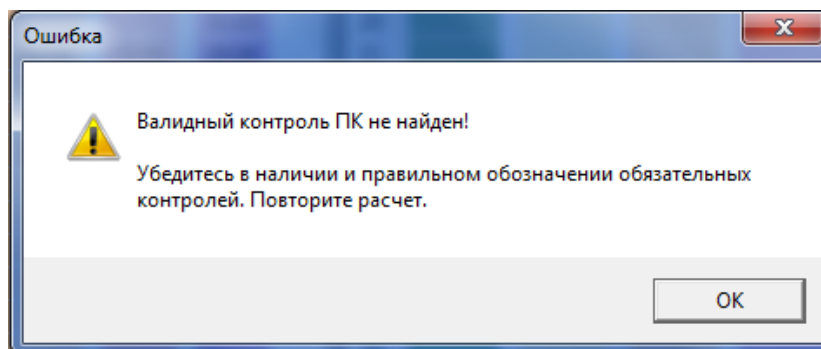 Ошибка
Валидный контроль ПК не найден!
Убедитесь в наличии и правильном обозначении обязательных
контролей. Повторите расчет.
OK